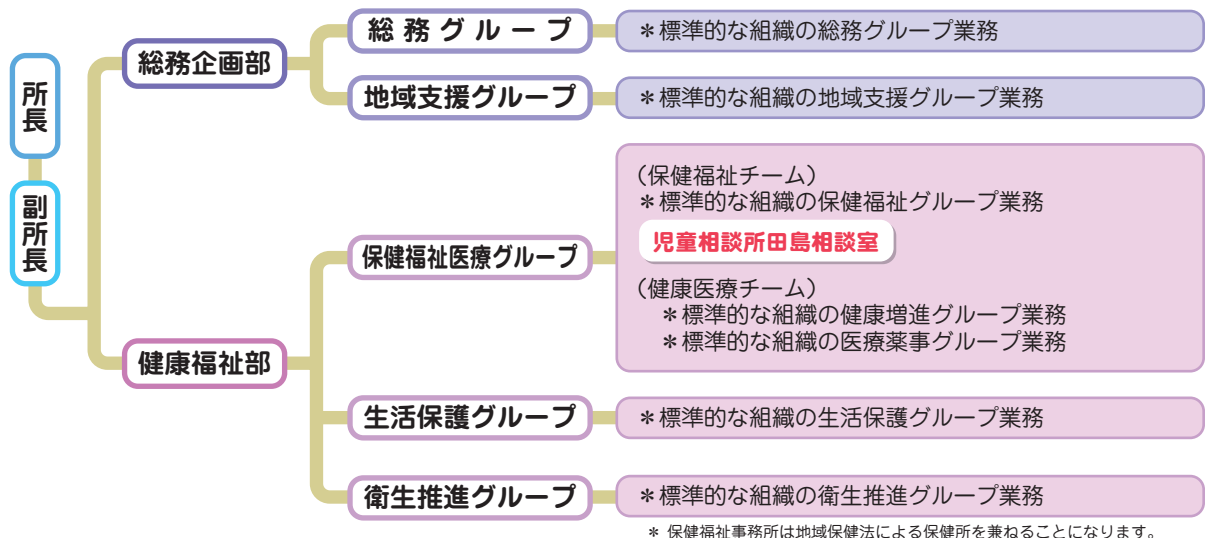 所長
副所長
総務企画部
総務グループ
＊標準的な組織の総務グループ業務
地域支援グループ
＊標準的な組織の地域支援グループ業務
健康福祉部
保健福祉医療グループ
（保健福祉チーム）
＊標準的な組織の保健福祉グループ業務
児童相談所田島相談室
（健康医療チーム）
＊標準的な組織の健康増進グループ業務
＊標準的な組織の医療薬事グループ業務
生活保護グループ
＊標準的な組織の生活保護グループ業務
衛生推進グループ
＊標準的な組織の衛生推進グループ業務
＊ 保健福祉事務所は地域保健法による保健所を兼ねることになります。